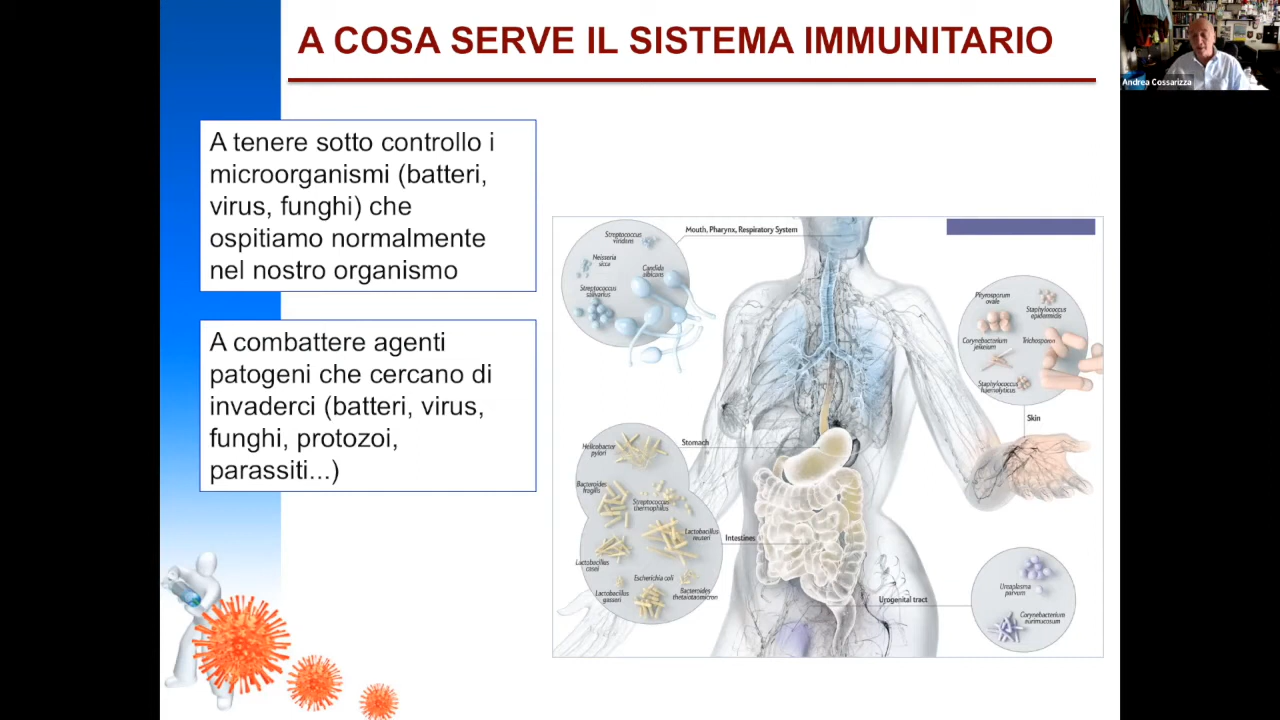 A COSA SERVE IL SISTEMA IMMUNITARIO
Andrea Cossarizza
A tenere sotto controllo i
microorganismi (batteri,
virus, funghi) che
ospitiamo normalmente
nel nostro organismo
A combattere agenti
patogeni che cercano di
invaderci (batteri, virus,
funghi, protozoi,
parassiti...)
Mouth, Pharynx, Respiratory System
Streptococcus
viridans
Neisseria
sicca
Candida
albicans
Streptococcus
salivarius
Pityrosporum
ovale
Staphylococcus
epidermidis
Corynebacterium
jeikeium
Trichosporon
Staphylococcus
haemolyticus
Skin
Stomach
Helicobacter
pylori
Bacteroides
fragilis
Streptococcus
thermophilus
Lactobacillus
reuteri
Intestines
Lactobacillus
casei
Escherichia coli
Lactobacillus
gasseri
Bacteroides
thetaiotaomicron
Urogenital tract
Ureaplasma
parvum
Corynebacterium
aurimucosum